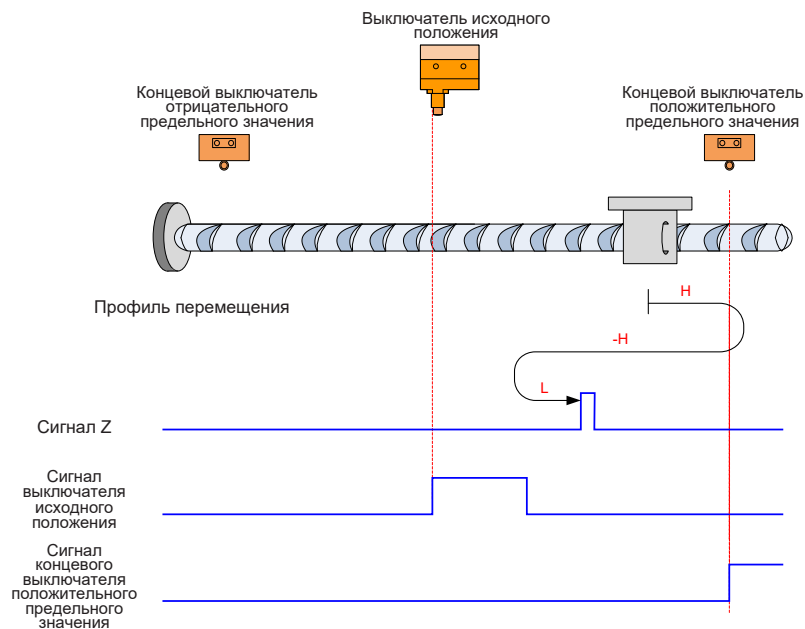 Выключатель исходного
положения
Концевой выключатель
отрицательного
предельного значения
Концевой выключатель
положительного
предельного значения
Профиль перемещения
H
-H
L
Сигнал Z
Сигнал
выключателя
исходного
положения
Сигнал
концевого
выключателя
положительного
предельного
значения